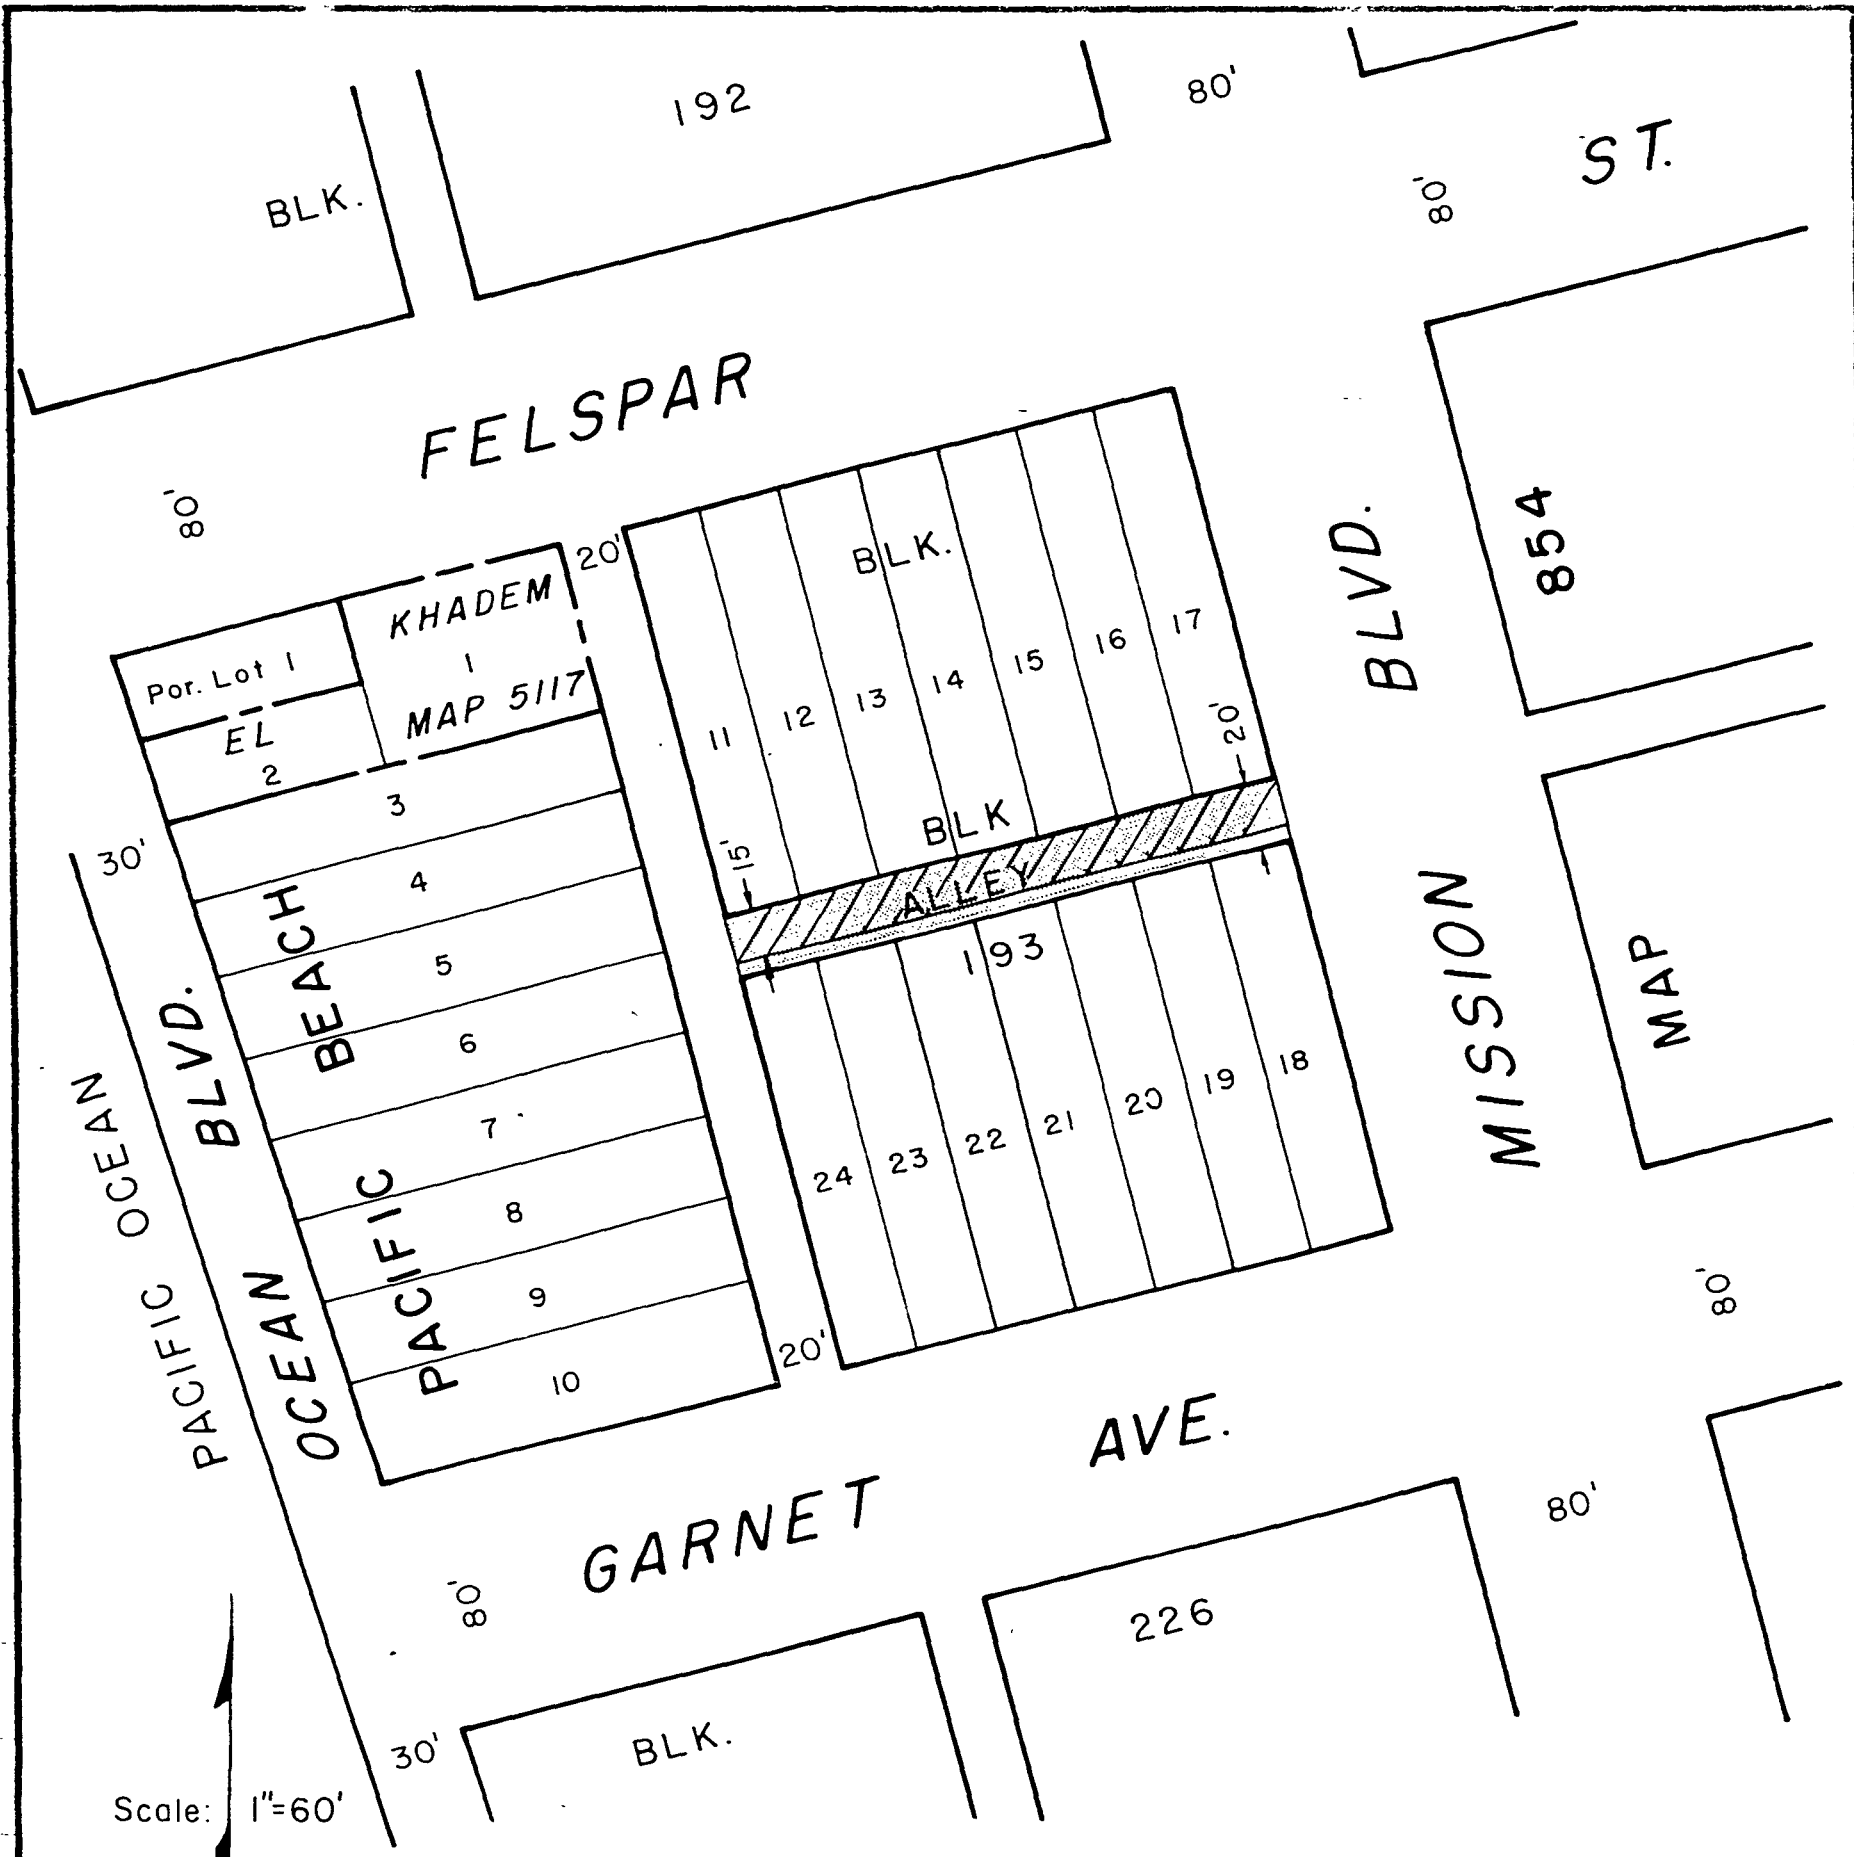 BLK. 192
80'
80'
FELSPAR ST.
80'
20'
Por. Lot 1
KHADEM
1
MAP 5117
EL
2
3
4
5
6
7
8
9
10
BLK.
11 12 13 14 15 16 17
20'
15'
BLK
ALLEY
193
24 23 22 21 20 19 18
20'
30'
PACIFIC BEACH
OCEAN BLVD.
PACIFIC OCEAN
MISSION BLVD.
MAP 854
80'
GARNET AVE.
80'
80'
30'
BLK. 226
Scale: 1"=60'